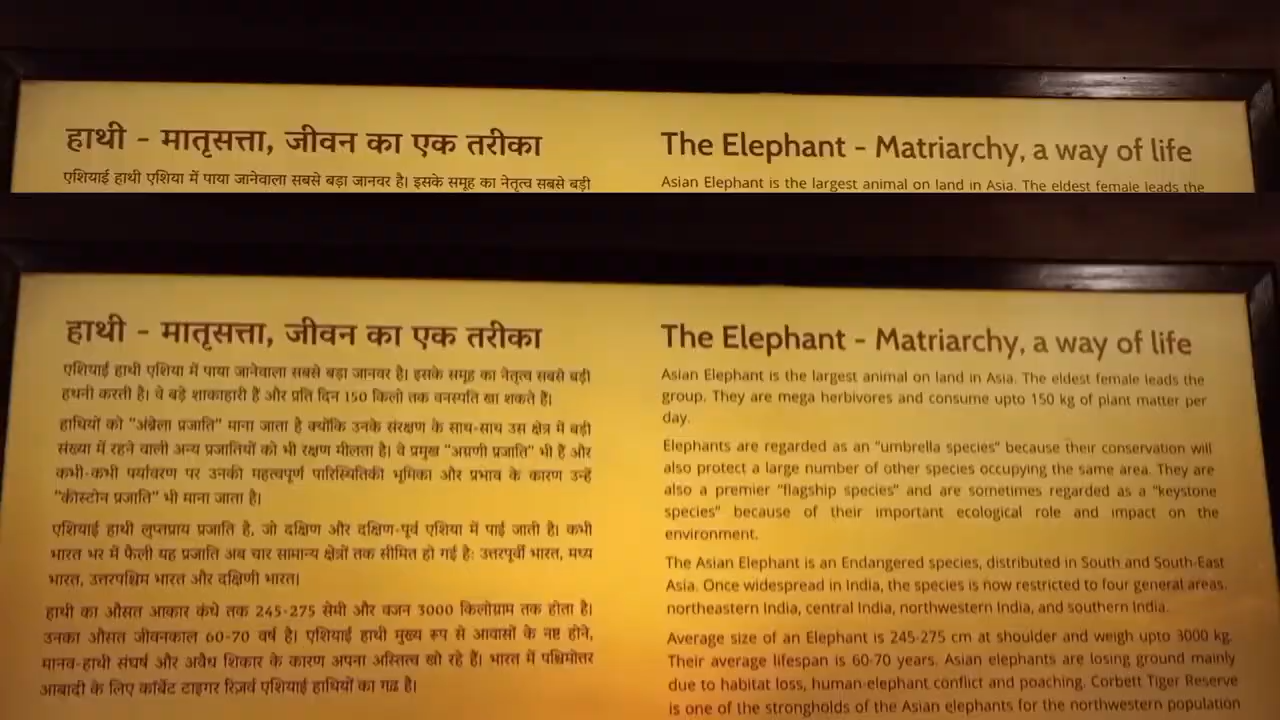 हाथी - मातृसत्ता, जीवन का एक तरीका
एशियाई हाथी एशिया में पाया जानेवाला सबसे बड़ा जानवर है। इसके समूह का नेतृत्व सबसे बड़ी
The Elephant - Matriarchy, a way of life
Asian Elephant is the largest animal on land in Asia. The eldest female leads the
हाथी - मातृसत्ता, जीवन का एक तरीका
एशियाई हाथी एशिया में पाया जानेवाला सबसे बड़ा जानवर है। इसके समूह का नेतृत्व सबसे बड़ी
हथनी करती है। वे बड़े शाकाहारी हैं और प्रति दिन 150 किलो तक वनस्पति खा शकते हैं।
हाथियों को "अंब्रेला प्रजाति" माना जाता है क्योंकि उनके संरक्षण के साथ-साथ उस क्षेत्र में बड़ी
संख्या में रहने वाली अन्य प्रजातियों को भी रक्षण मीलता है। वे प्रमुख "अग्रणी प्रजाति" भी हैं और
कभी-कभी पर्यावरण पर उनकी महत्वपूर्ण पारिस्थितिकी भूमिका और प्रभाव के कारण उन्हें
"कीस्टोन प्रजाति" भी माना जाता है।
एशियाई हाथी लुप्तप्राय प्रजाति है, जो दक्षिण और दक्षिण-पूर्व एशिया में पाई जाती है। कभी
भारत भर में फैली यह प्रजाति अब चार सामान्य क्षेत्रों तक सीमित हो गई है: उत्तरपूर्वी भारत, मध्य
भारत, उत्तरपश्चिम भारत और दक्षिणी भारत।
हाथी का औसत आकार कंधे तक 245-275 सेमी और वजन 3000 किलोग्राम तक होता है।
उनका औसत जीवनकाल 60-70 वर्ष है। एशियाई हाथी मुख्य रूप से आवासों के नष्ट होने,
मानव-हाथी संघर्ष और अवैध शिकार के कारण अपना अस्तित्व खो रहे हैं। भारत में पश्चिमोत्तर
आबादी के लिए कॉर्बेट टाइगर रिज़र्व एशियाई हाथियों का गढ़ है।
The Elephant - Matriarchy, a way of life
Asian Elephant is the largest animal on land in Asia. The eldest female leads the
group. They are mega herbivores and consume upto 150 kg of plant matter per
day.
Elephants are regarded as an "umbrella species" because their conservation will
also protect a large number of other species occupying the same area. They are
also a premier "flagship species" and are sometimes regarded as a "keystone
species" because of their important ecological role and impact on the
environment.
The Asian Elephant is an Endangered species, distributed in South and South-East
Asia. Once widespread in India, the species is now restricted to four general areas:
northeastern India, central India, northwestern India, and southern India.
Average size of an Elephant is 245-275 cm at shoulder and weigh upto 3000 kg.
Their average lifespan is 60-70 years. Asian elephants are losing ground mainly
due to habitat loss, human-elephant conflict and poaching. Corbett Tiger Reserve
is one of the strongholds of the Asian elephants for the northwestern population